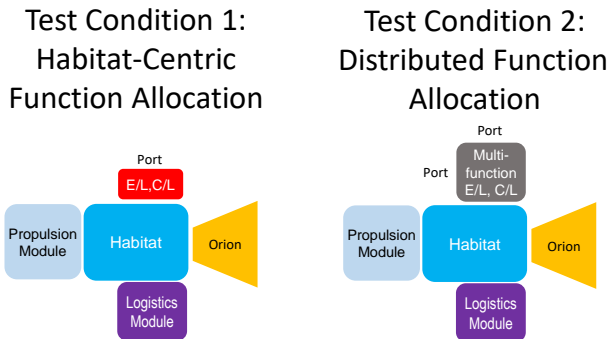 Test Condition 1:
Habitat-Centric
Function Allocation
Port
E/L,C/L
Propulsion
Module
Habitat
Orion
Logistics
Module
Test Condition 2:
Distributed Function
Allocation
Port
Port
Multi-
function
E/L, C/L
Propulsion
Module
Habitat
Orion
Logistics
Module